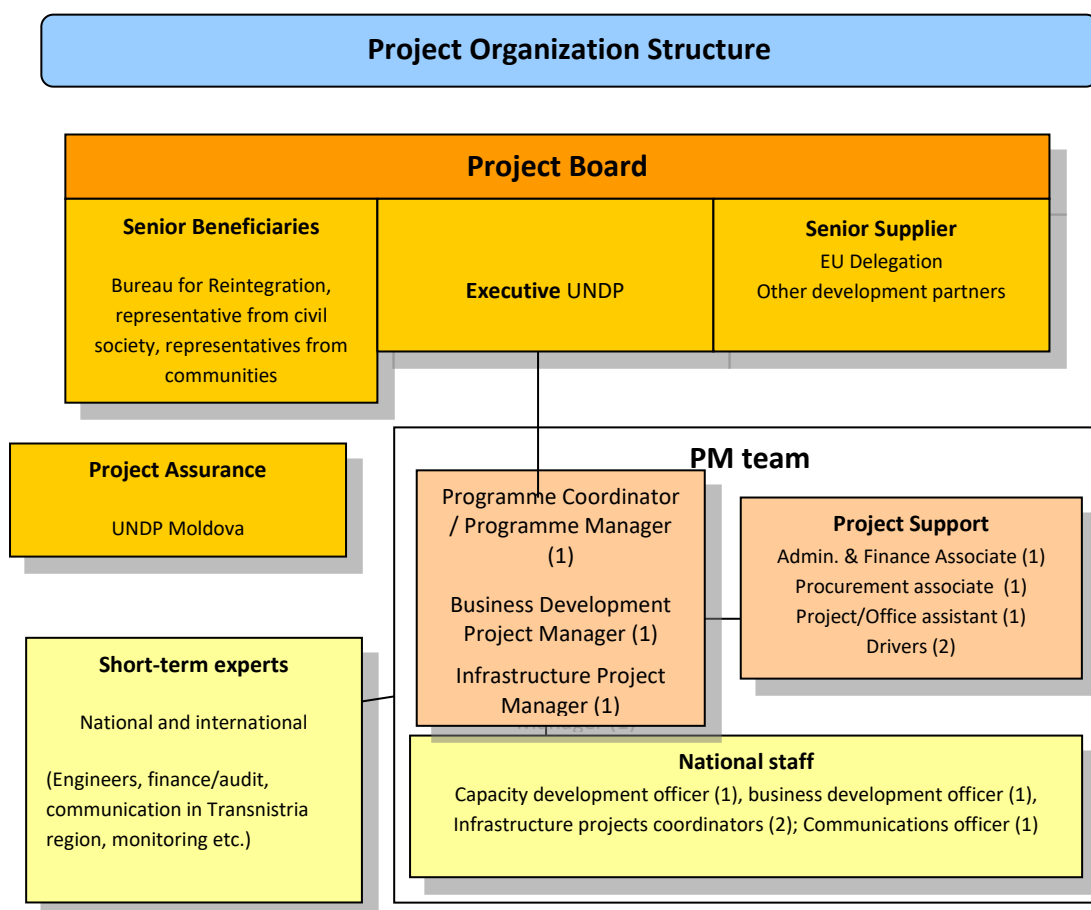 Project Organization Structure
Project Board
Senior Beneficiaries
Bureau for Reintegration,
representative from civil
society, representatives from
communities
Executive UNDP
Senior Supplier
EU Delegation
Other development partners
Project Assurance
UNDP Moldova
PM team
Programme Coordinator
/ Programme Manager
(1)
Business Development
Project Manager (1)
Infrastructure Project
Manager (1)
Project Support
Admin. & Finance Associate (1)
Procurement associate (1)
Project/Office assistant (1)
Drivers (2)
Short-term experts
National and international
(Engineers, finance/audit,
communication in Transnistria
region, monitoring etc.)
National staff
Capacity development officer (1), business development officer (1),
Infrastructure projects coordinators (2); Communications officer (1)